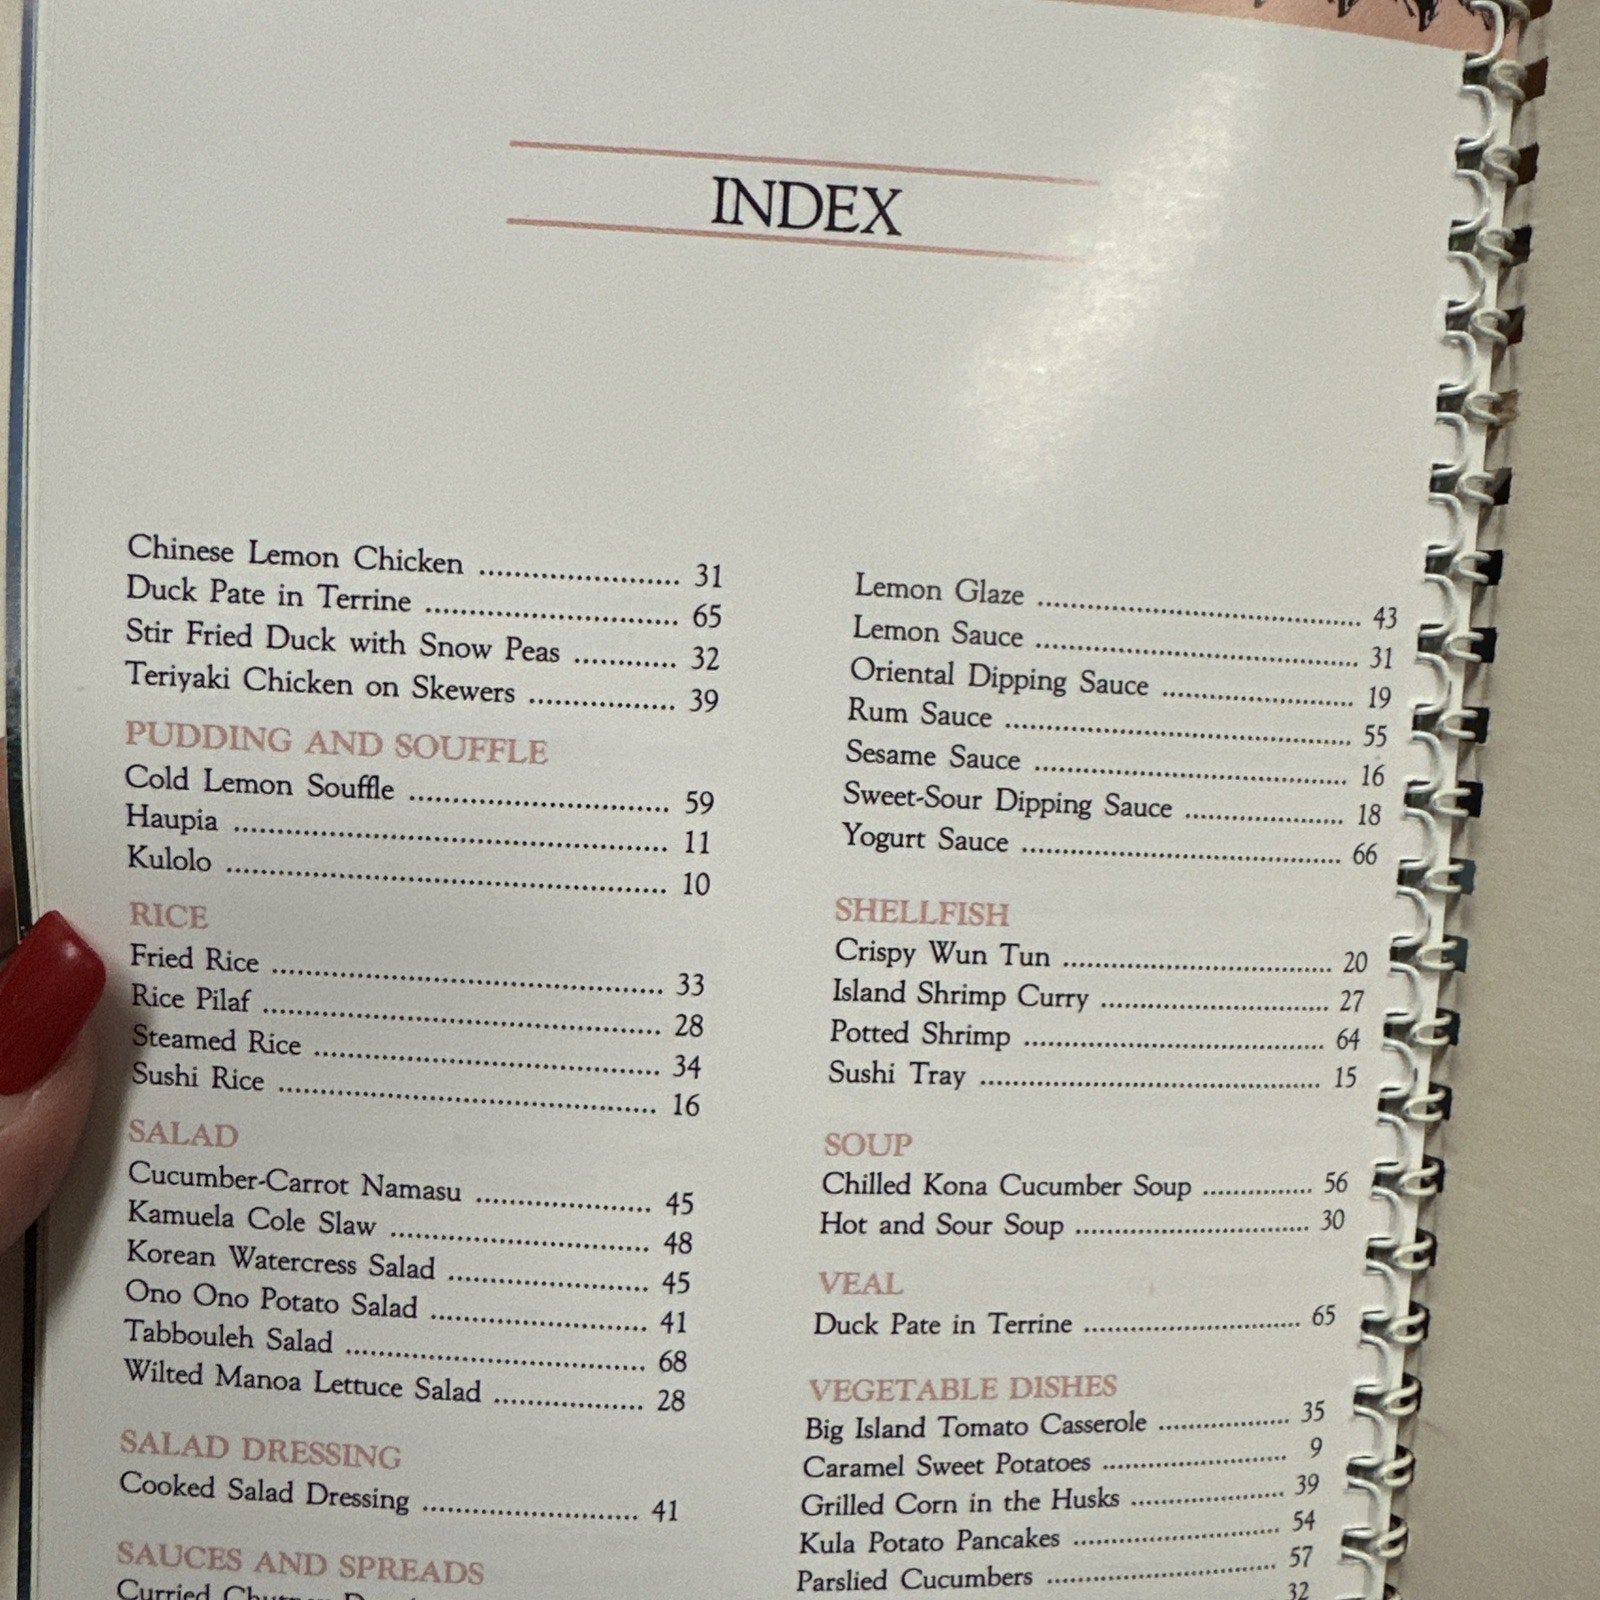 INDEX
Chinese Lemon Chicken ........................ 31
Duck Pate in Terrine ............................... 65
Stir Fried Duck with Snow Peas ............ 32
Teriyaki Chicken on Skewers ................. 39
PUDDING AND SOUFFLE
Cold Lemon Souffle ................................ 59
Haupia ...................................................... 11
Kulolo ....................................................... 10
RICE
Fried Rice .................................................. 33
Rice Pilaf ................................................... 28
Steamed Rice ............................................ 34
Sushi Rice ................................................. 16
SALAD
Cucumber-Carrot Namasu ...................... 45
Kamuela Cole Slaw ................................. 48
Korean Watercress Salad ......................... 45
Ono Ono Potato Salad ........................... 41
Tabbouleh Salad ...................................... 68
Wilted Manoa Lettuce Salad ................... 28
SALAD DRESSING
Cooked Salad Dressing ........................... 41
SAUCES AND SPREADS
Curried Chutney
Lemon Glaze ........................................... 43
Lemon Sauce ........................................... 31
Oriental Dipping Sauce .......................... 19
Rum Sauce .............................................. 55
Sesame Sauce .......................................... 16
Sweet-Sour Dipping Sauce ..................... 18
Yogurt Sauce ........................................... 66
SHELLFISH
Crispy Wun Tun ..................................... 20
Island Shrimp Curry ............................... 27
Potted Shrimp ......................................... 64
Sushi Tray ................................................ 15
SOUP
Chilled Kona Cucumber Soup ............... 56
Hot and Sour Soup ................................. 30
VEAL
Duck Pate in Terrine .............................. 65
VEGETABLE DISHES
Big Island Tomato Casserole .................. 35
Caramel Sweet Potatoes .......................... 9
Grilled Corn in the Husks ..................... 39
Kula Potato Pancakes ............................. 54
Parslied Cucumbers ................................ 57
32